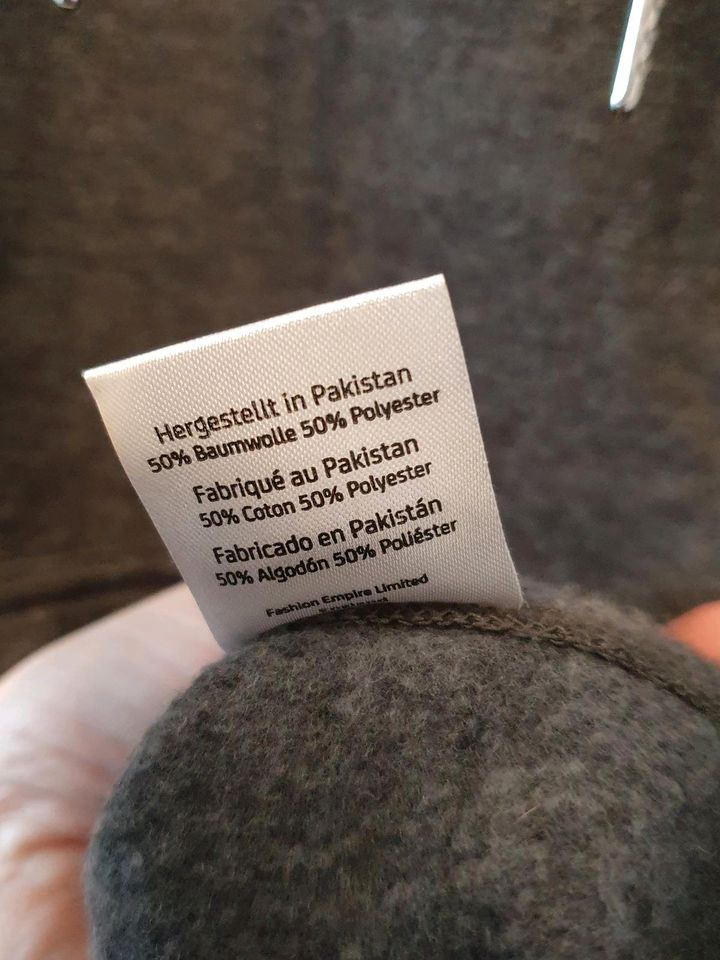 Hergestellt in Pakistan
50% Baumwolle 50% Polyester
Fabriqué au Pakistan
50% Coton 50% Polyester
Fabricado en Pakistán
50% Algodón 50% Poliéster
Fashion Empire Limited